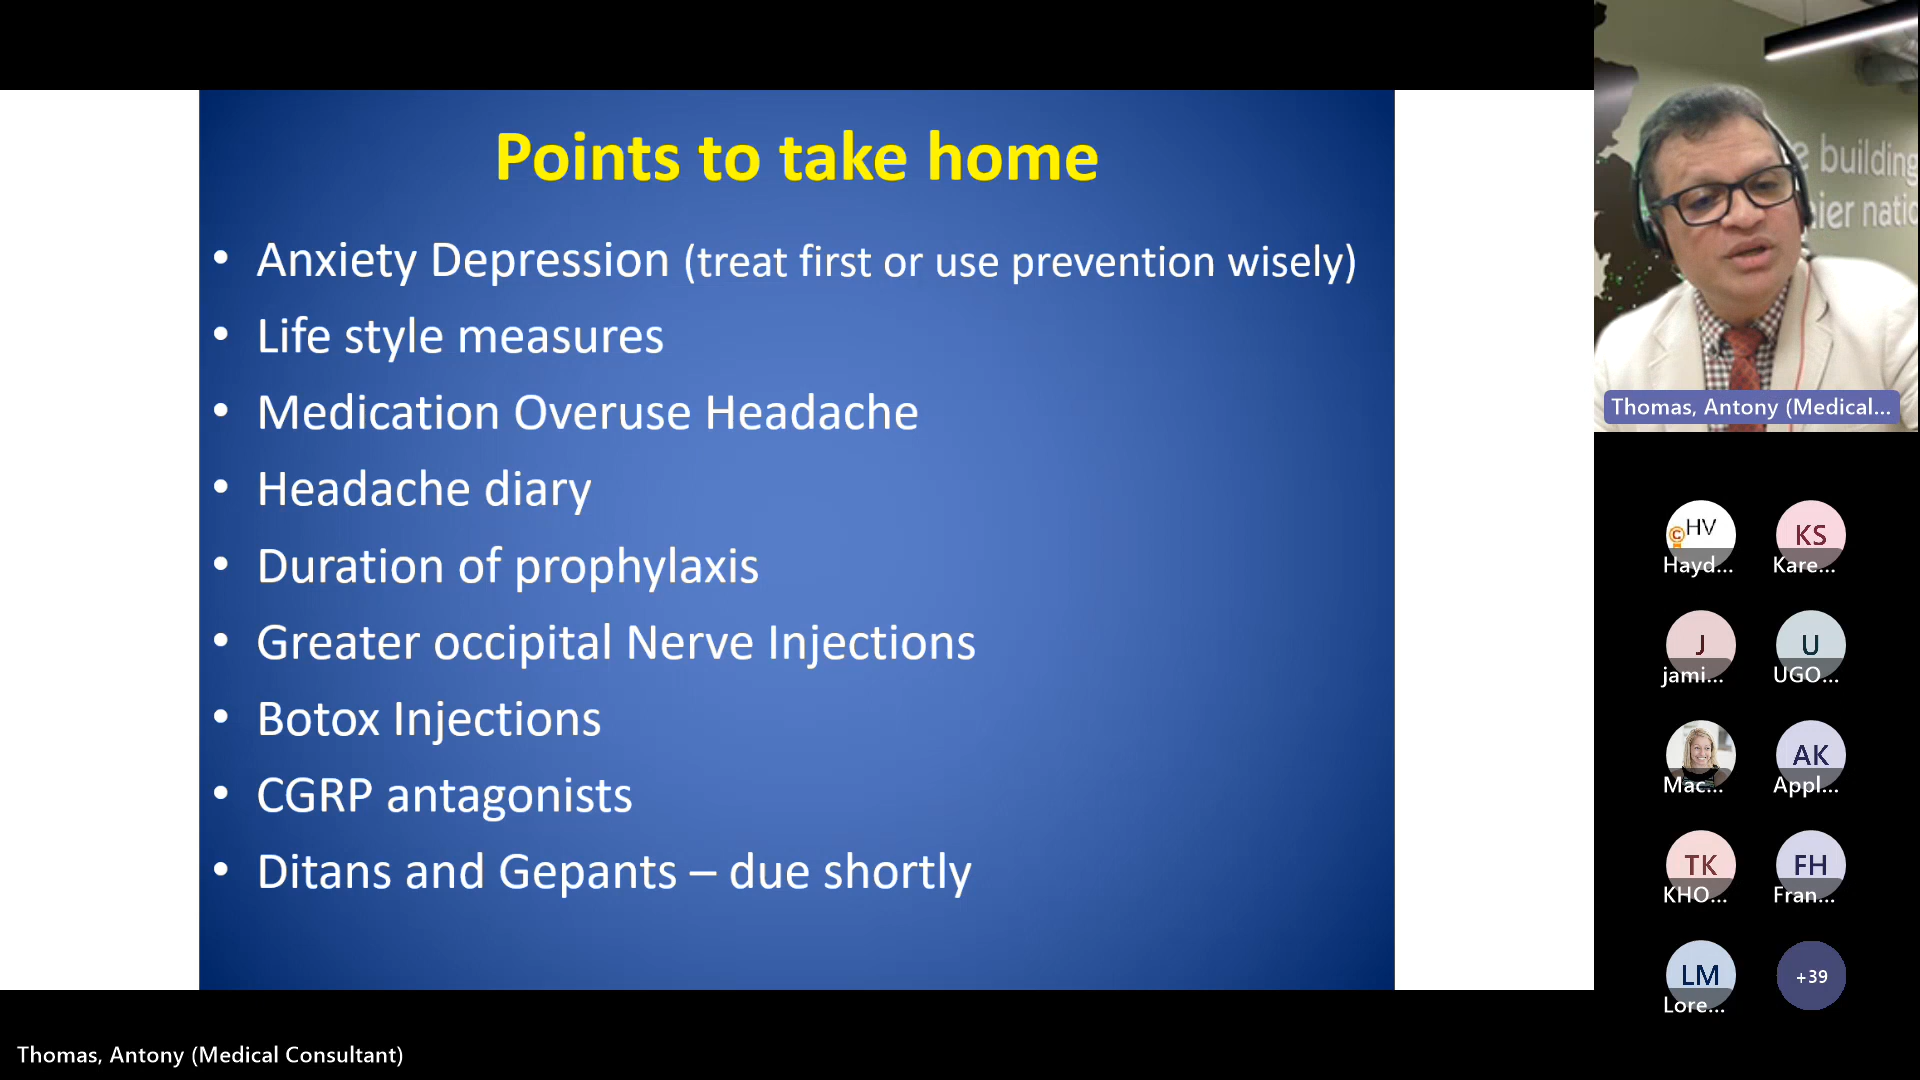 Points to take home
• Anxiety Depression (treat first or use prevention wisely)
• Life style measures
• Medication Overuse Headache
• Headache diary
• Duration of prophylaxis
• Greater occipital Nerve Injections
• Botox Injections
• CGRP antagonists
• Ditans and Gepants – due shortly
e building
nier natio
Thomas, Antony (Medical...
HV
C
Hayd...
KS
Kare...
J
jami...
U
UGO...
Mac...
AK
Appl...
TK
KHO...
FH
Fran...
LM
Lore...
+39
Thomas, Antony (Medical Consultant)